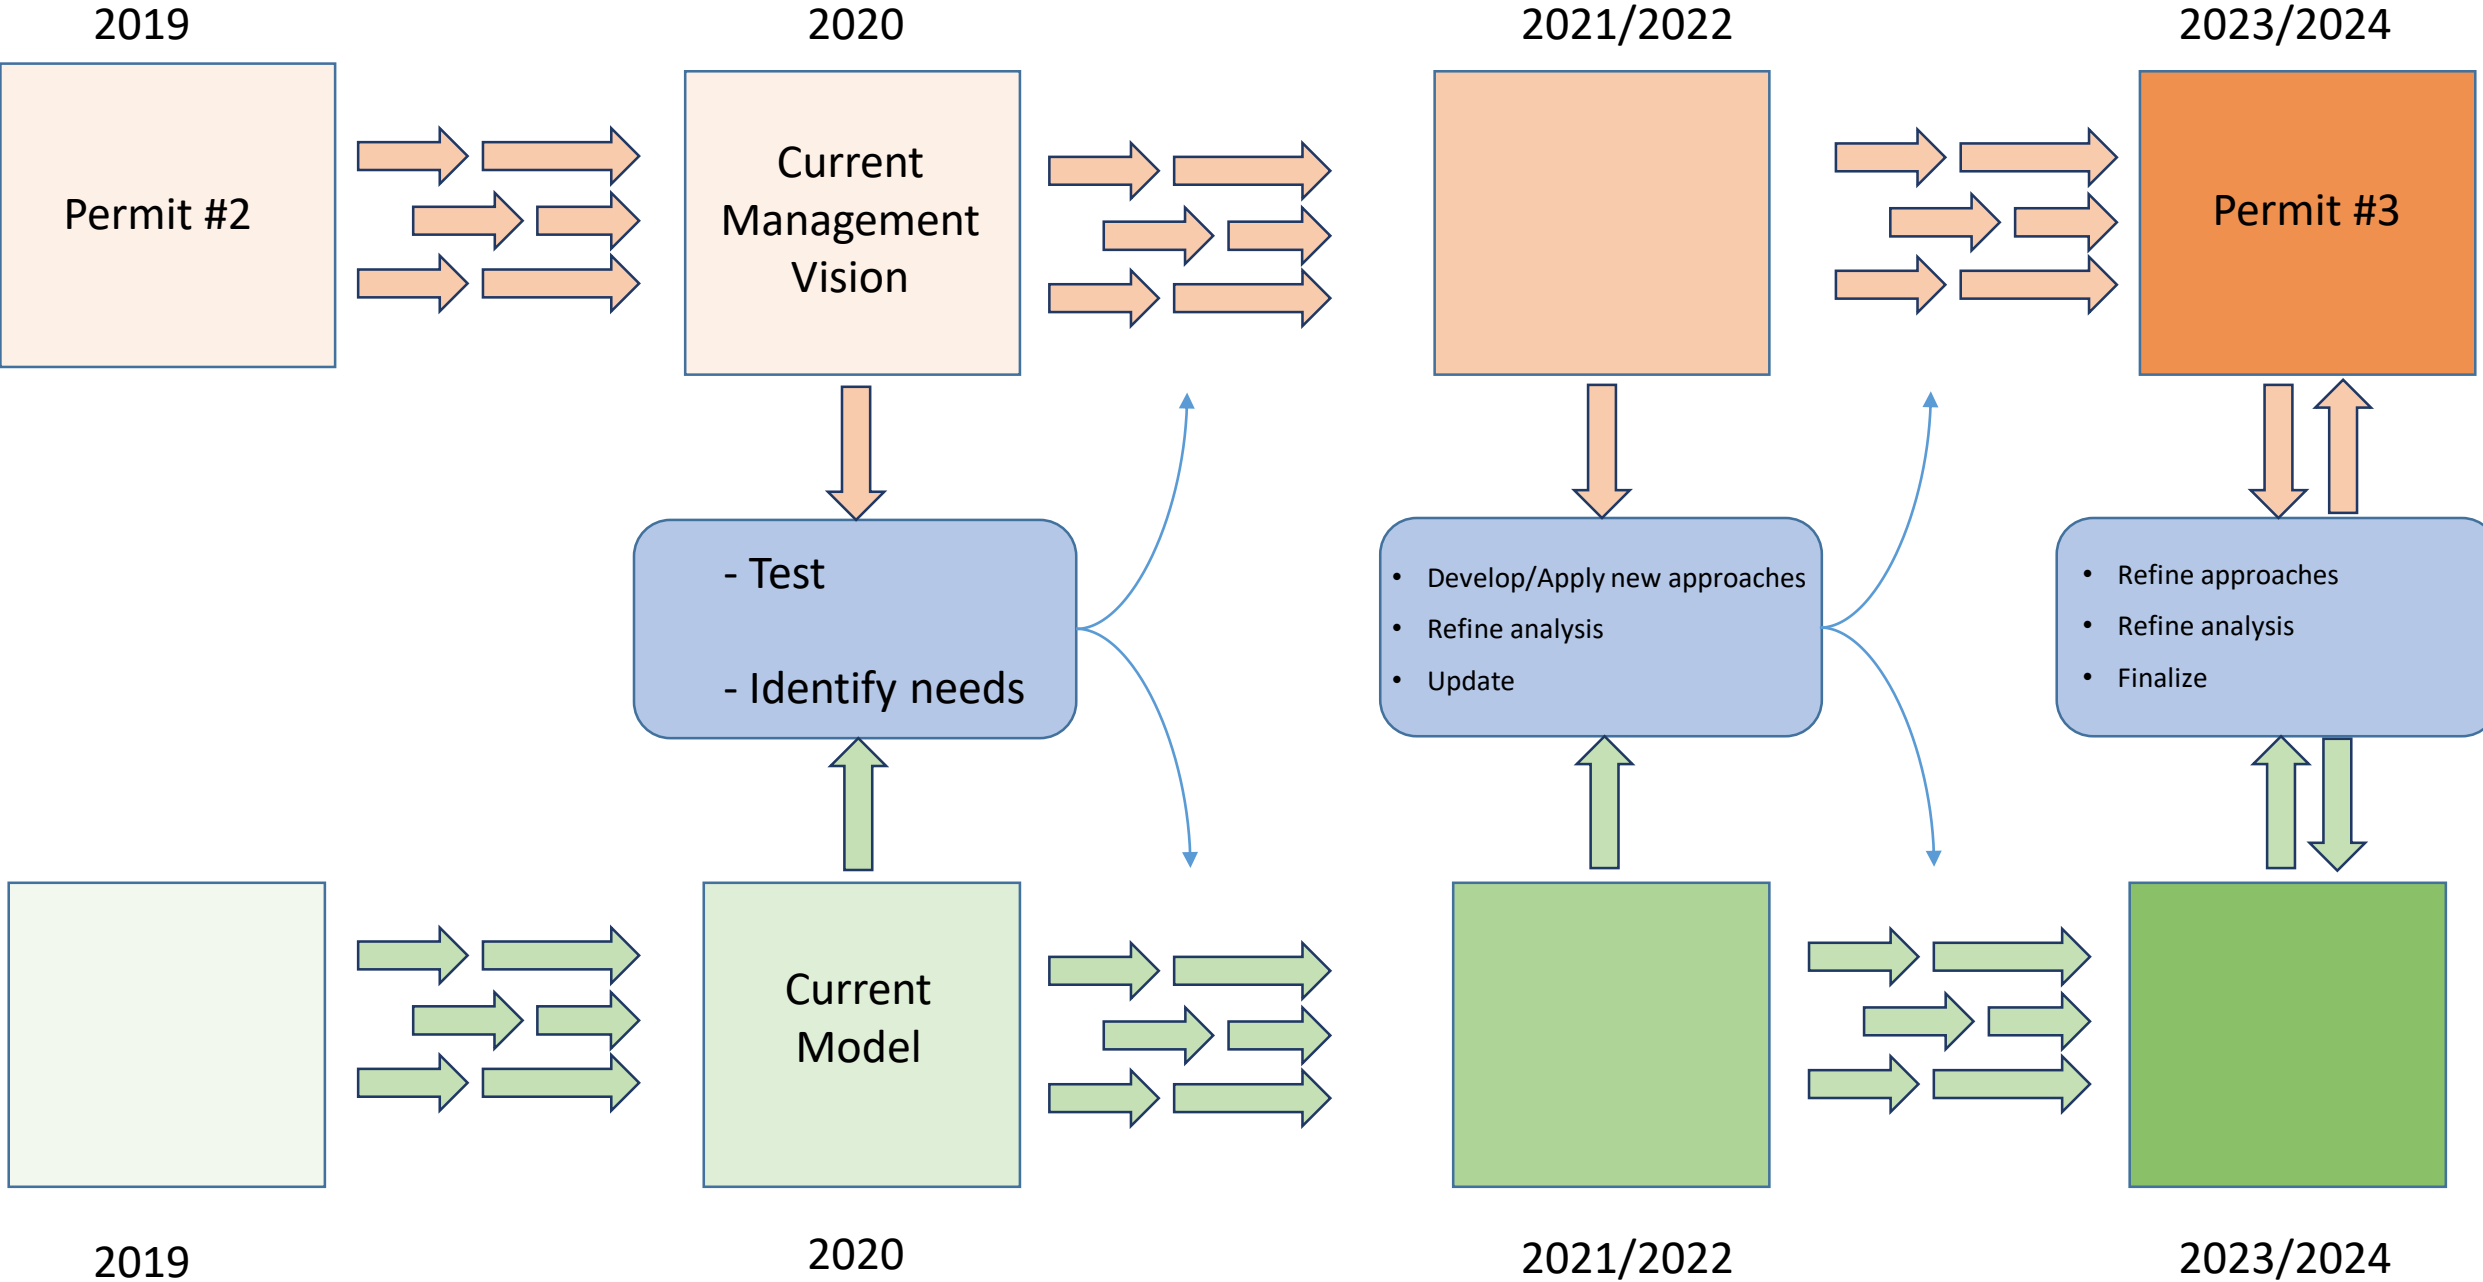 2019
2020
2021/2022
2023/2024
Permit #2
Current
Management
Vision
Permit #3
- Test
- Identify needs
• Develop/Apply new approaches
• Refine analysis
• Update
• Refine approaches
• Refine analysis
• Finalize
Current
Model
2019
2020
2021/2022
2023/2024